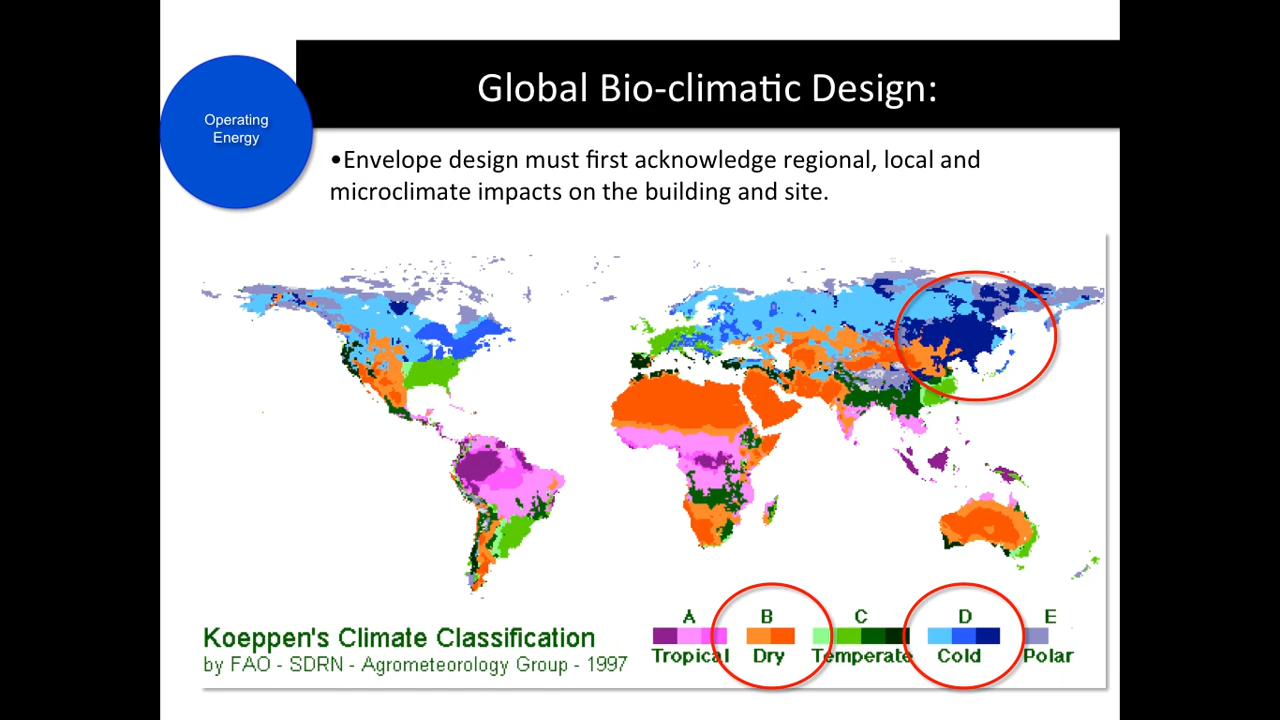 Global Bio-climatic Design:
Operating
Energy
•Envelope design must first acknowledge regional, local and
microclimate impacts on the building and site.
A B C D E
Tropical Dry Temperate Cold Polar
Koeppen's Climate Classification
by FAO - SDRN - Agrometeorology Group - 1997